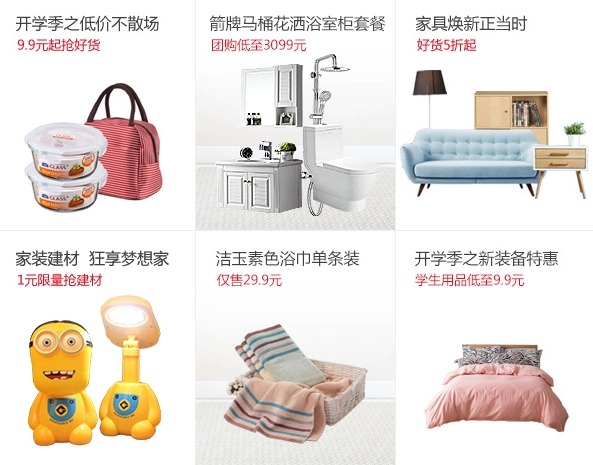 开学季之低价不散场
9.9元起抢好货
箭牌马桶花洒浴室柜套餐
团购低至3099元
家具焕新正当时
好货5折起
GLASS
GLASS
家装建材 狂享梦想家
1元限量抢建材
洁玉素色浴巾单条装
仅售29.9元
开学季之新装备特惠
学生用品低至9.9元